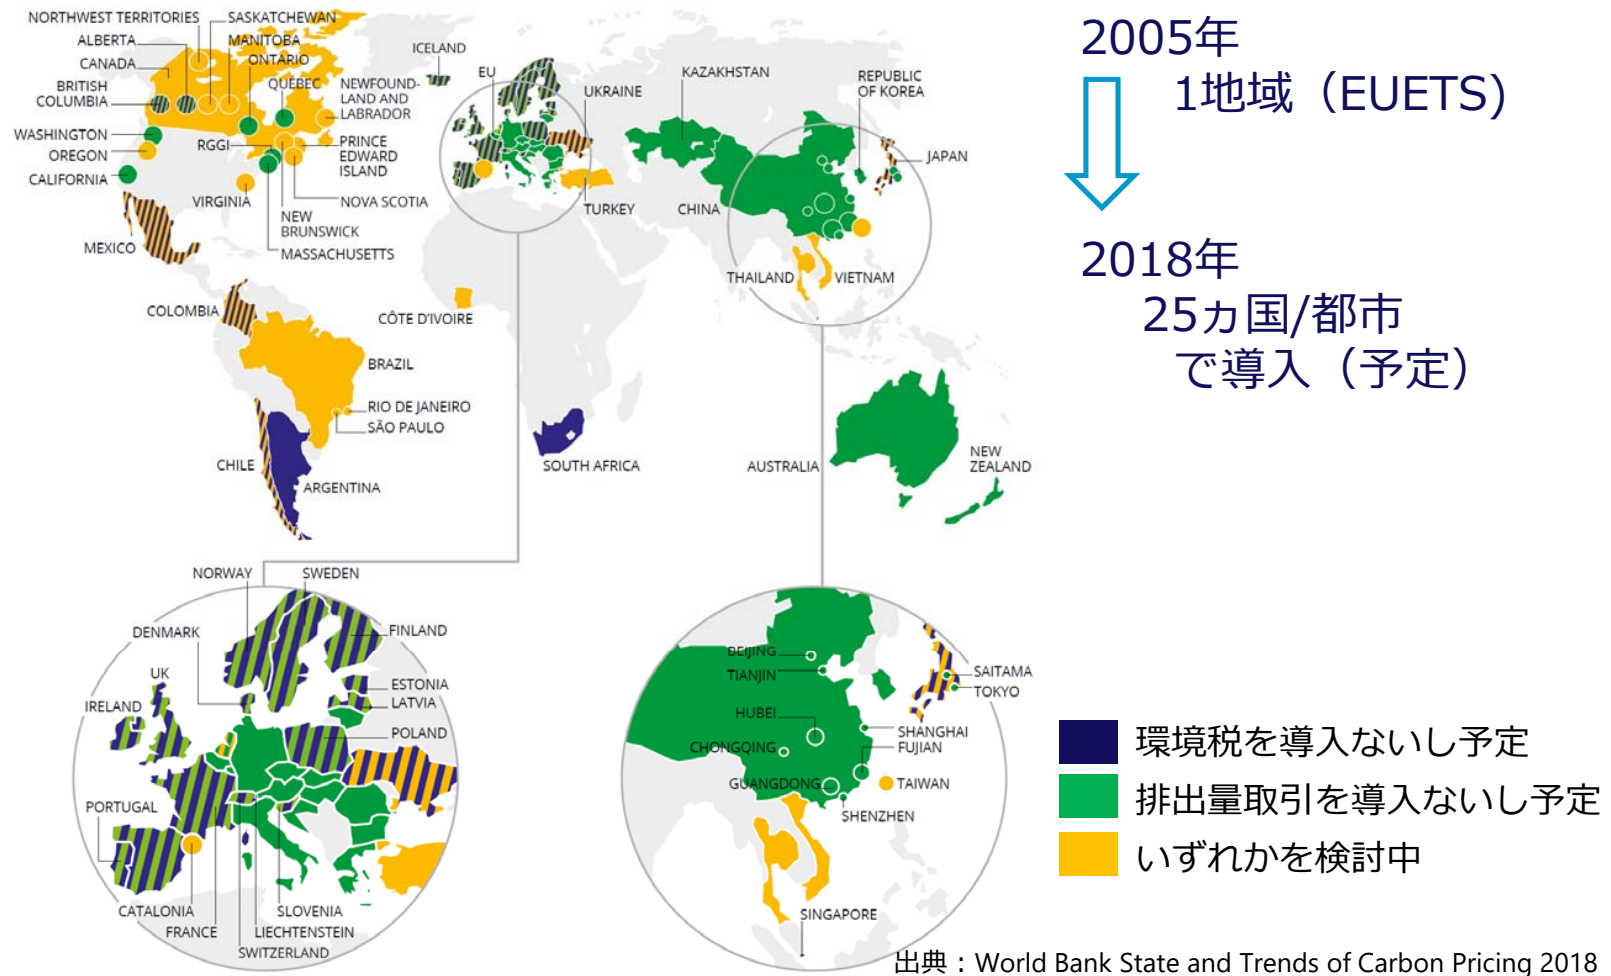 NORTHWEST TERRITORIES
SASKATCHEWAN
ALBERTA
MANITOBA
CANADA
ONTARIO
BRITISH
COLUMBIA
QUÉBEC
NEWFOUND-
LAND AND
LABRADOR
WASHINGTON
OREGON
RGGI
PRINCE
EDWARD
ISLAND
CALIFORNIA
VIRGINIA
NOVA SCOTIA
NEW
BRUNSWICK
MEXICO
MASSACHUSETTS
ICELAND
EU
UKRAINE
KAZAKHSTAN
REPUBLIC
OF KOREA
JAPAN
TURKEY
CHINA
THAILAND
VIETNAM
COLOMBIA
CÔTE D'IVOIRE
BRAZIL
RIO DE JANEIRO
SÃO PAULO
CHILE
ARGENTINA
SOUTH AFRICA
AUSTRALIA
NEW
ZEALAND
2005年
1地域（EUETS)
2018年
25ヵ国/都市
で導入（予定）
NORWAY
SWEDEN
DENMARK
FINLAND
UK
ESTONIA
LATVIA
IRELAND
POLAND
PORTUGAL
CATALONIA
SLOVENIA
FRANCE
LIECHTENSTEIN
SWITZERLAND
BEIJING
TIANJIN
SAITAMA
TOKYO
HUBEI
SHANGHAI
FUJIAN
CHONGQING
GUANGDONG
TAIWAN
SHENZHEN
SINGAPORE
環境税を導入ないし予定
排出量取引を導入ないし予定
いずれかを検討中
出典：World Bank State and Trends of Carbon Pricing 2018